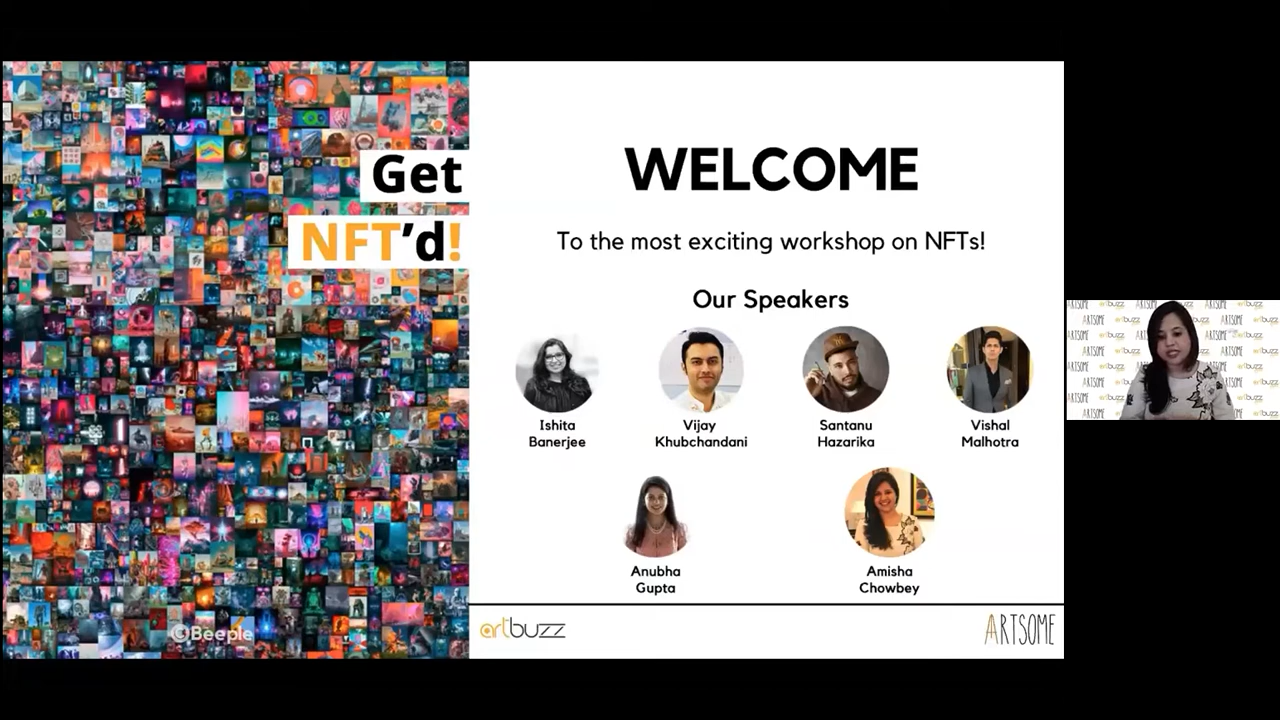 Get
NFT'd!
©Beeple
WELCOME
To the most exciting workshop on NFTs!
Our Speakers
Ishita
Banerjee
Vijay
Khubchandani
Santanu
Hazarika
Vishal
Malhotra
Anubha
Gupta
Amisha
Chowbey
artbuzz
ARTSOME